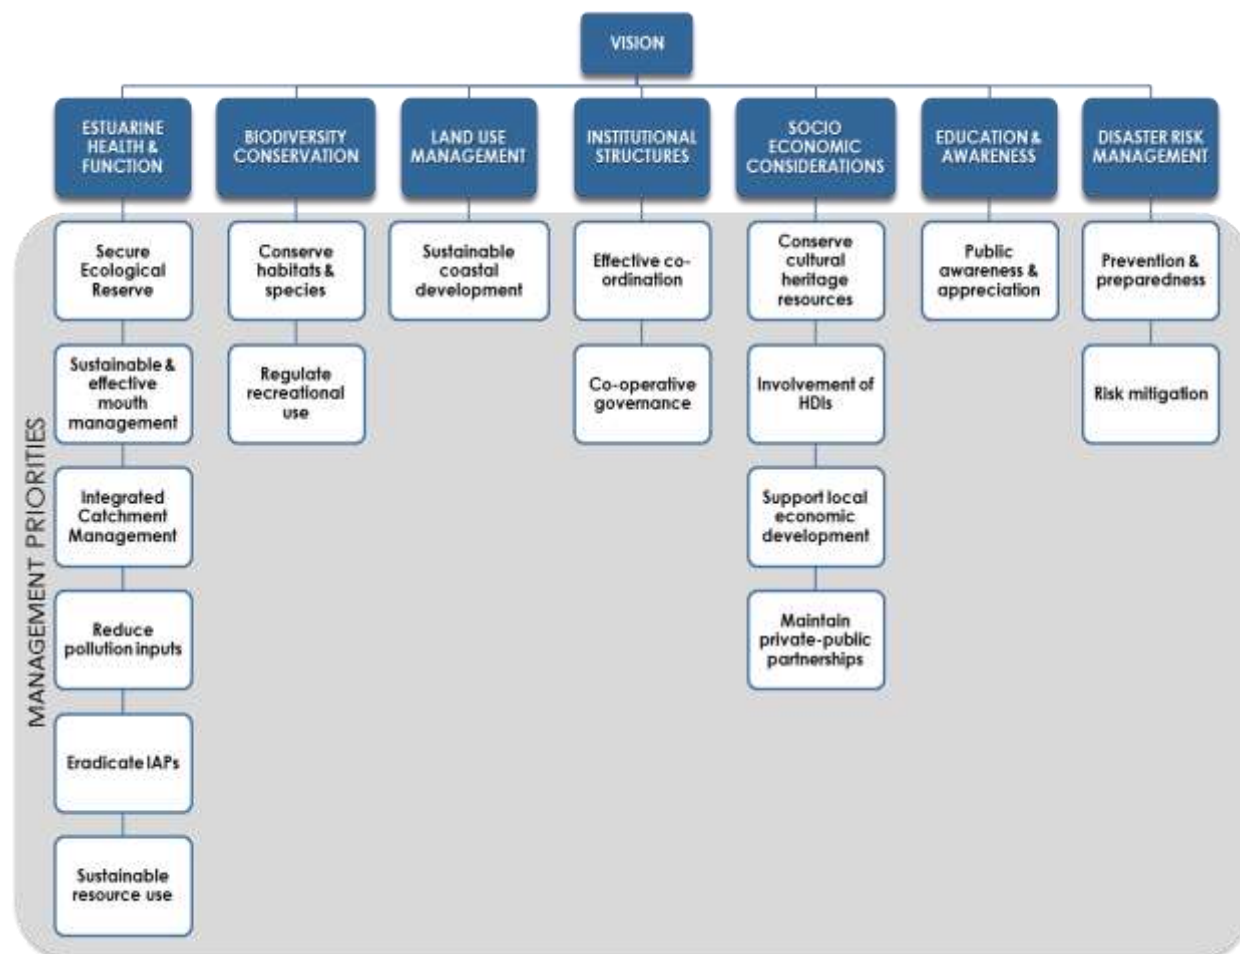 VISION
ESTUARINE
HEALTH &
FUNCTION
BIODIVERSITY
CONSERVATION
LAND USE
MANAGEMENT
INSTITUTIONAL
STRUCTURES
SOCIO
ECONOMIC
CONSIDERATIONS
EDUCATION &
AWARENESS
DISASTER RISK
MANAGEMENT
MANAGEMENT PRIORITIES
Secure
Ecological
Reserve
Sustainable &
effective
mouth
management
Integrated
Catchment
Management
Reduce
pollution inputs
Eradicate IAPs
Sustainable
resource use
Conserve
habitats &
species
Regulate
recreational
use
Sustainable
coastal
development
Effective co-
ordination
Co-operative
governance
Conserve
cultural
heritage
resources
Involvement of
HDIs
Support local
economic
development
Maintain
private-public
partnerships
Public
awareness &
appreciation
Prevention &
preparedness
Risk mitigation